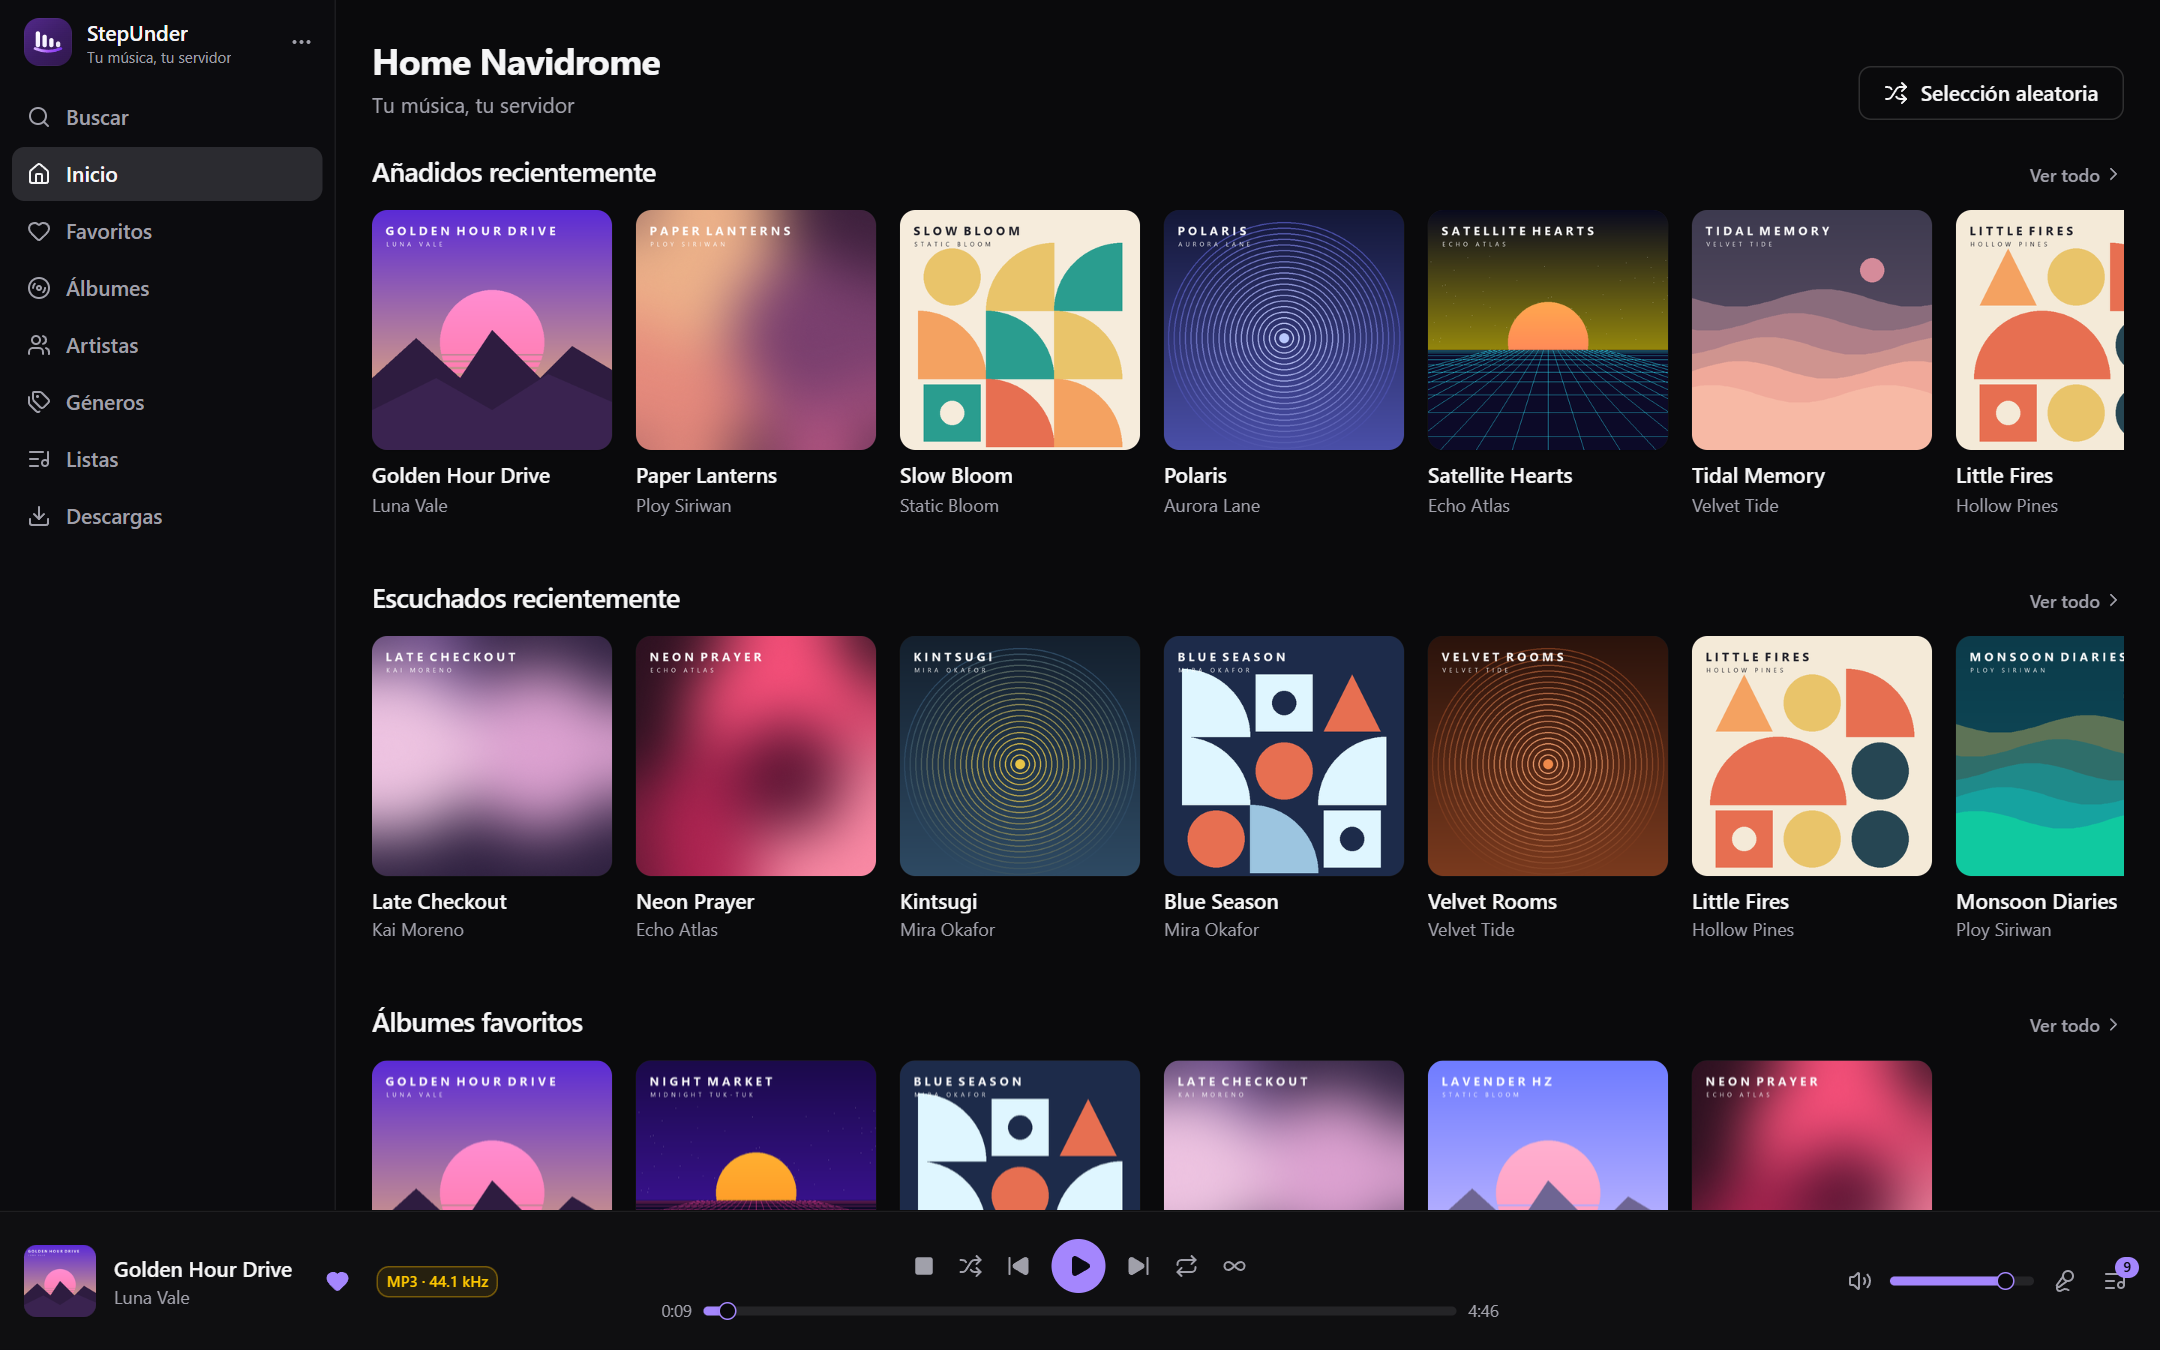 StepUnder
Tu música, tu servidor
Buscar
Inicio
Favoritos
Álbumes
Artistas
Géneros
Listas
Descargas
Home Navidrome
Tu música, tu servidor
Selección aleatoria
Añadidos recientemente
Ver todo
GOLDEN HOUR DRIVE
LUNA VALE
PAPER LANTERNS
PLOY SIRIWAN
SLOW BLOOM
STATIC BLOOM
POLARIS
AURORA LANE
SATELLITE HEARTS
ECHO ATLAS
TIDAL MEMORY
VELVET TIDE
LITTLE FIRES
HOLLOW PINES
Golden Hour Drive
Luna Vale
Paper Lanterns
Ploy Siriwan
Slow Bloom
Static Bloom
Polaris
Aurora Lane
Satellite Hearts
Echo Atlas
Tidal Memory
Velvet Tide
Little Fires
Hollow Pines
Escuchados recientemente
Ver todo
LATE CHECKOUT
KAI MORENO
NEON PRAYER
ECHO ATLAS
KINTSUGI
MIRA OKAFOR
BLUE SEASON
MIRA OKAFOR
VELVET ROOMS
VELVET TIDE
LITTLE FIRES
HOLLOW PINES
MONSOON DIARIES
PLOY SIRIWAN
Late Checkout
Kai Moreno
Neon Prayer
Echo Atlas
Kintsugi
Mira Okafor
Blue Season
Mira Okafor
Velvet Rooms
Velvet Tide
Little Fires
Hollow Pines
Monsoon Diaries
Ploy Siriwan
Álbumes favoritos
Ver todo
GOLDEN HOUR DRIVE
LUNA VALE
NIGHT MARKET
MIDNIGHT TUK-TUK
BLUE SEASON
MIRA OKAFOR
LATE CHECKOUT
KAI MORENO
LAVENDER HZ
STATIC BLOOM
NEON PRAYER
ECHO ATLAS
Golden Hour Drive
Luna Vale
MP3 · 44.1 kHz
0:09
4:46
9